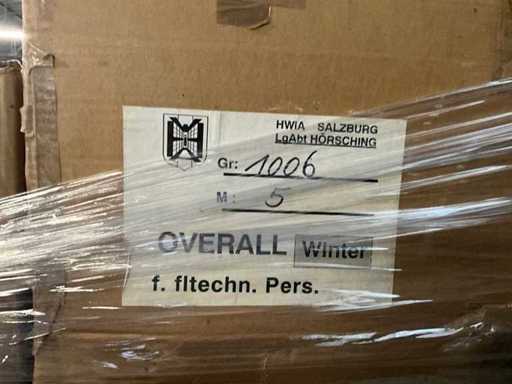 HWIA SALZBURG
LgAbt HÖRSCHING
Gr: 1006
M: 5
OVERALL Winter
f. fltechn. Pers.